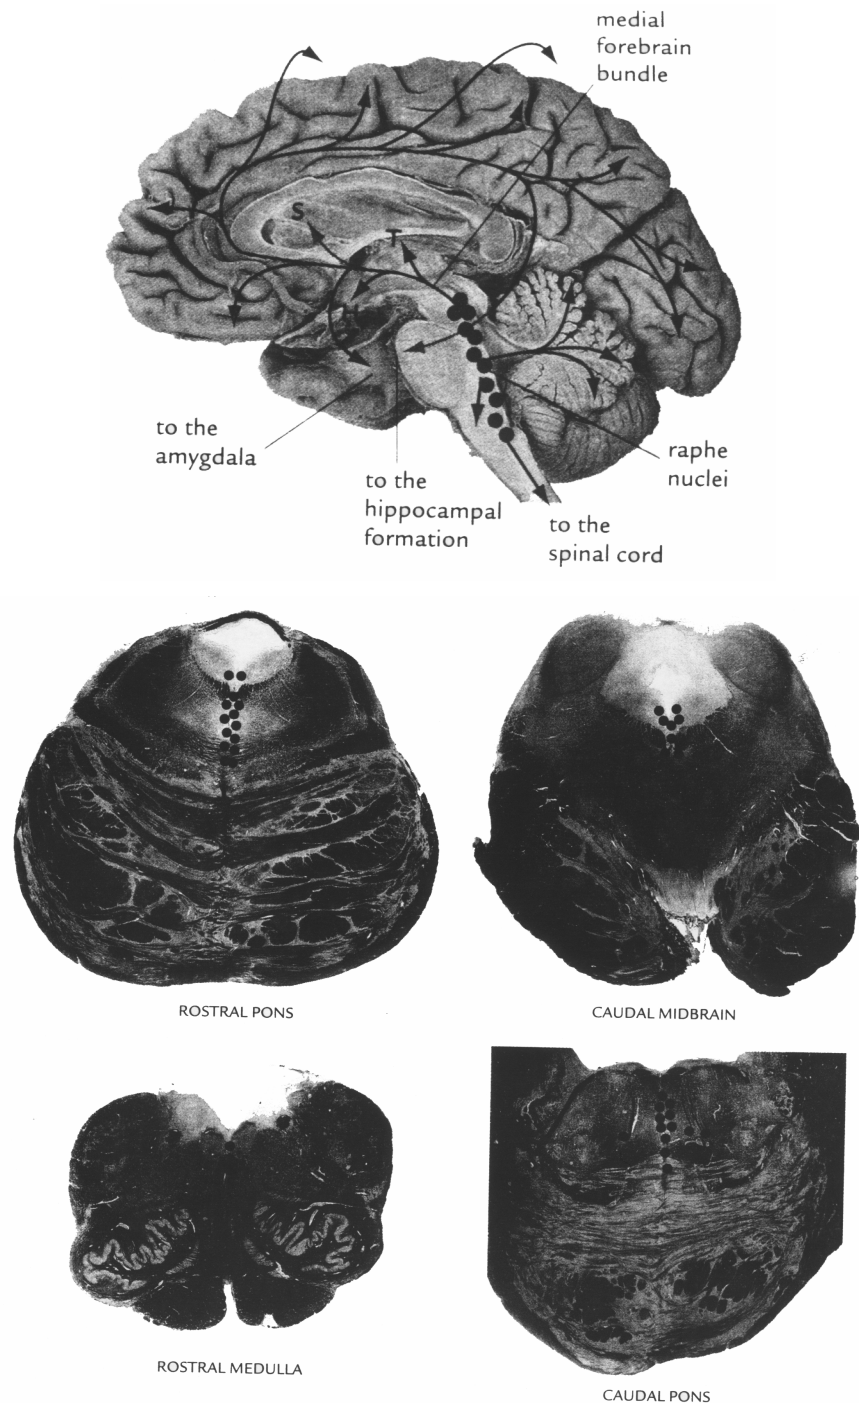 medial
forebrain
bundle
S
T
to the
amygdala
to the
hippocampal
formation
raphe
nuclei
to the
spinal cord
ROSTRAL PONS
CAUDAL MIDBRAIN
ROSTRAL MEDULLA
CAUDAL PONS